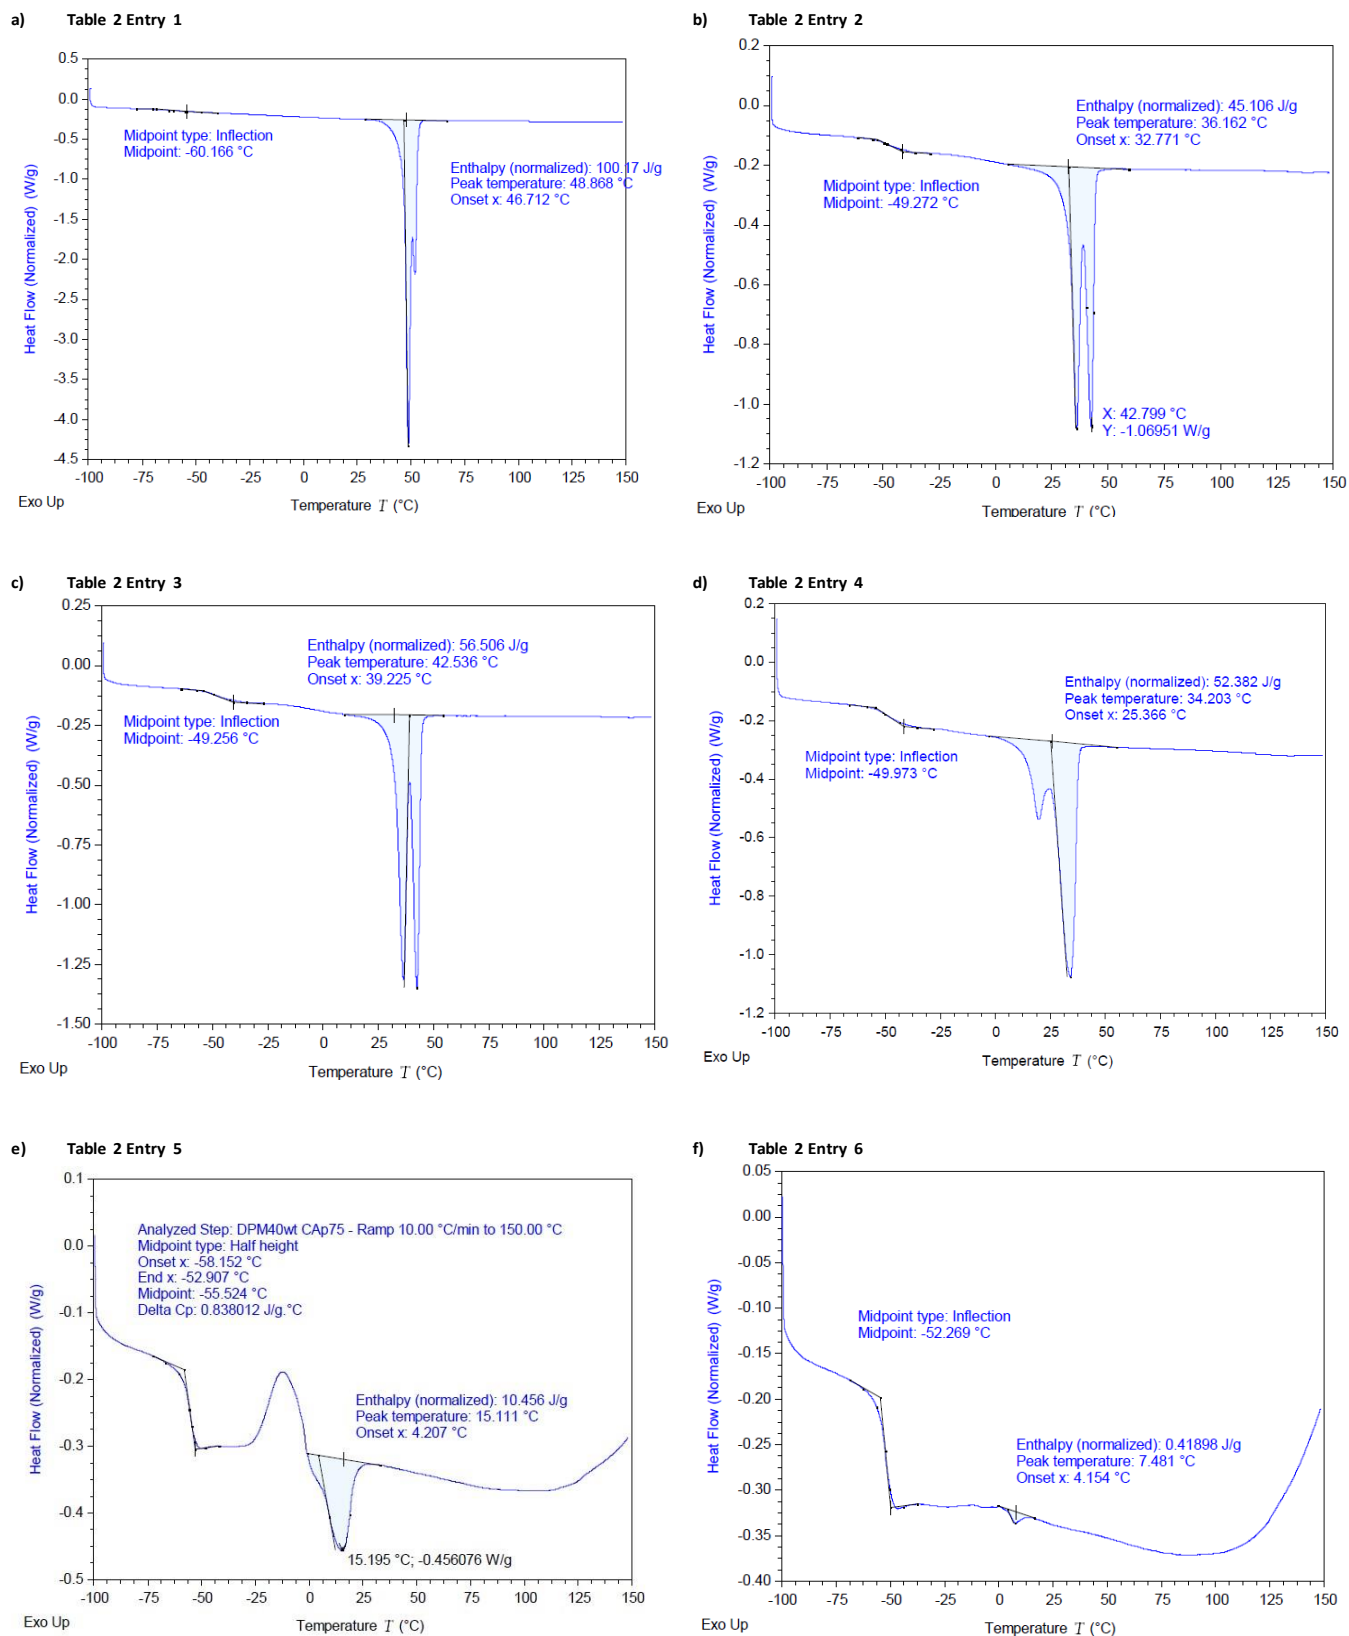 a) Table 2 Entry 1
0.5
0.0
-0.5
-1.0
-1.5
-2.0
-2.5
-3.0
-3.5
-4.0
-4.5
Heat Flow (Normalized) (W/g)
Midpoint type: Inflection
Midpoint: -60.166 °C
Enthalpy (normalized): 100.17 J/g
Peak temperature: 48.868 °C
Onset x: 46.712 °C
-100 -75 -50 -25 0 25 50 75 100 125 150
Exo Up
Temperature T (°C)
b) Table 2 Entry 2
0.2
0.0
-0.2
-0.4
-0.6
-0.8
-1.0
-1.2
Heat Flow (Normalized) (W/g)
Enthalpy (normalized): 45.106 J/g
Peak temperature: 36.162 °C
Onset x: 32.771 °C
Midpoint type: Inflection
Midpoint: -49.272 °C
X: 42.799 °C
Y: -1.06951 W/g
-100 -75 -50 -25 0 25 50 75 100 125 150
Exo Up
Temperature T (°C)
c) Table 2 Entry 3
0.25
0.00
-0.25
-0.50
-0.75
-1.00
-1.25
-1.50
Heat Flow (Normalized) (W/g)
Enthalpy (normalized): 56.506 J/g
Peak temperature: 42.536 °C
Onset x: 39.225 °C
Midpoint type: Inflection
Midpoint: -49.256 °C
-100 -75 -50 -25 0 25 50 75 100 125 150
Exo Up
Temperature T (°C)
d) Table 2 Entry 4
0.2
0.0
-0.2
-0.4
-0.6
-0.8
-1.0
-1.2
Heat Flow (Normalized) (W/g)
Enthalpy (normalized): 52.382 J/g
Peak temperature: 34.203 °C
Onset x: 25.366 °C
Midpoint type: Inflection
Midpoint: -49.973 °C
-100 -75 -50 -25 0 25 50 75 100 125 150
Exo Up
Temperature T (°C)
e) Table 2 Entry 5
0.1
0.0
-0.1
-0.2
-0.3
-0.4
-0.5
Heat Flow (Normalized) (W/g)
Analyzed Step: DPM40wt CAp75 - Ramp 10.00 °C/min to 150.00 °C
Midpoint type: Half height
Onset x: -58.152 °C
End x: -52.907 °C
Midpoint: -55.524 °C
Delta Cp: 0.838012 J/g.°C
Enthalpy (normalized): 10.456 J/g
Peak temperature: 15.111 °C
Onset x: 4.207 °C
15.195 °C; -0.456076 W/g
-100 -75 -50 -25 0 25 50 75 100 125 150
Exo Up
Temperature T (°C)
f) Table 2 Entry 6
0.05
0.00
-0.05
-0.10
-0.15
-0.20
-0.25
-0.30
-0.35
-0.40
Heat Flow (Normalized) (W/g)
Midpoint type: Inflection
Midpoint: -52.269 °C
Enthalpy (normalized): 0.41898 J/g
Peak temperature: 7.481 °C
Onset x: 4.154 °C
-100 -75 -50 -25 0 25 50 75 100 125 150
Exo Up
Temperature T (°C)